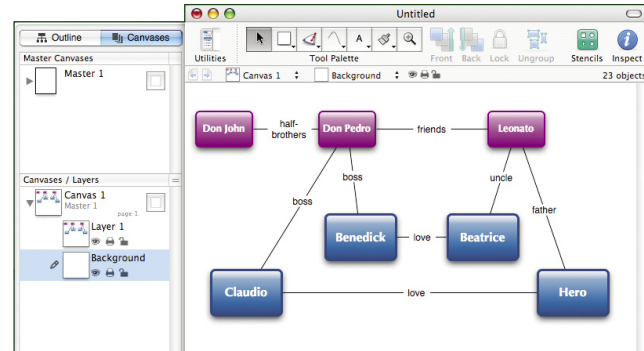 Untitled
Outline
Canvases
Master Canvases
Master 1
Canvases / Layers
Canvas 1
Master 1
page 1
Layer 1
Background
Utilities
Tool Palette
A
Front
Back
Lock
Ungroup
Stencils
Inspect
Canvas 1
Background
23 objects
Don John
half-
brothers
Don Pedro
friends
Leonato
boss
boss
uncle
father
Benedick
love
Beatrice
Claudio
love
Hero